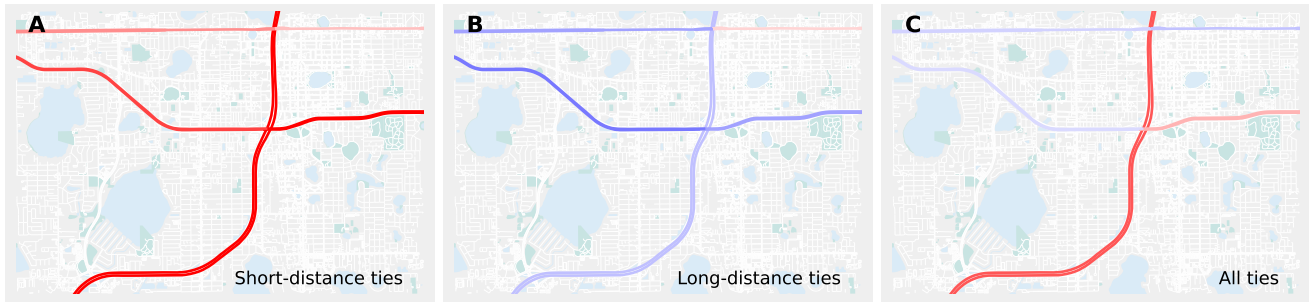 A
B
C
Short-distance ties
Long-distance ties
All ties